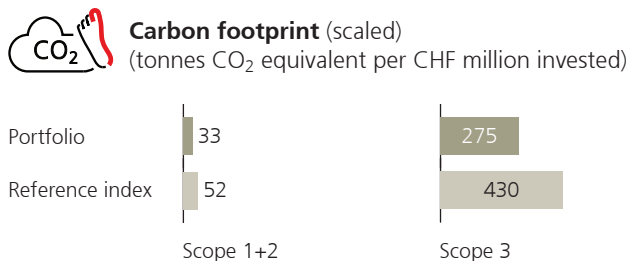 CO₂
Carbon footprint (scaled)
(tonnes CO₂ equivalent per CHF million invested)
Portfolio 33 275
Reference index 52 430
Scope 1+2 Scope 3